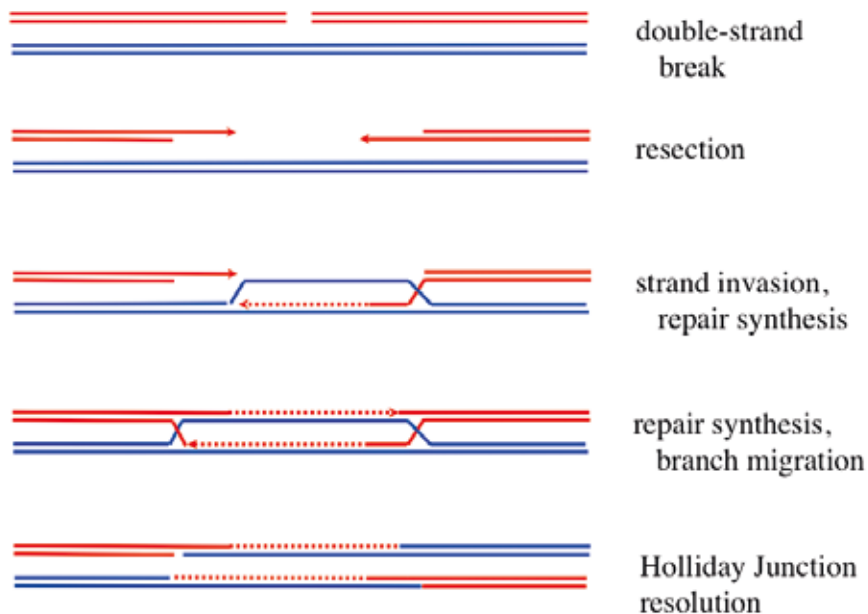 double-strand
break
resection
strand invasion,
repair synthesis
repair synthesis,
branch migration
Holliday Junction
resolution